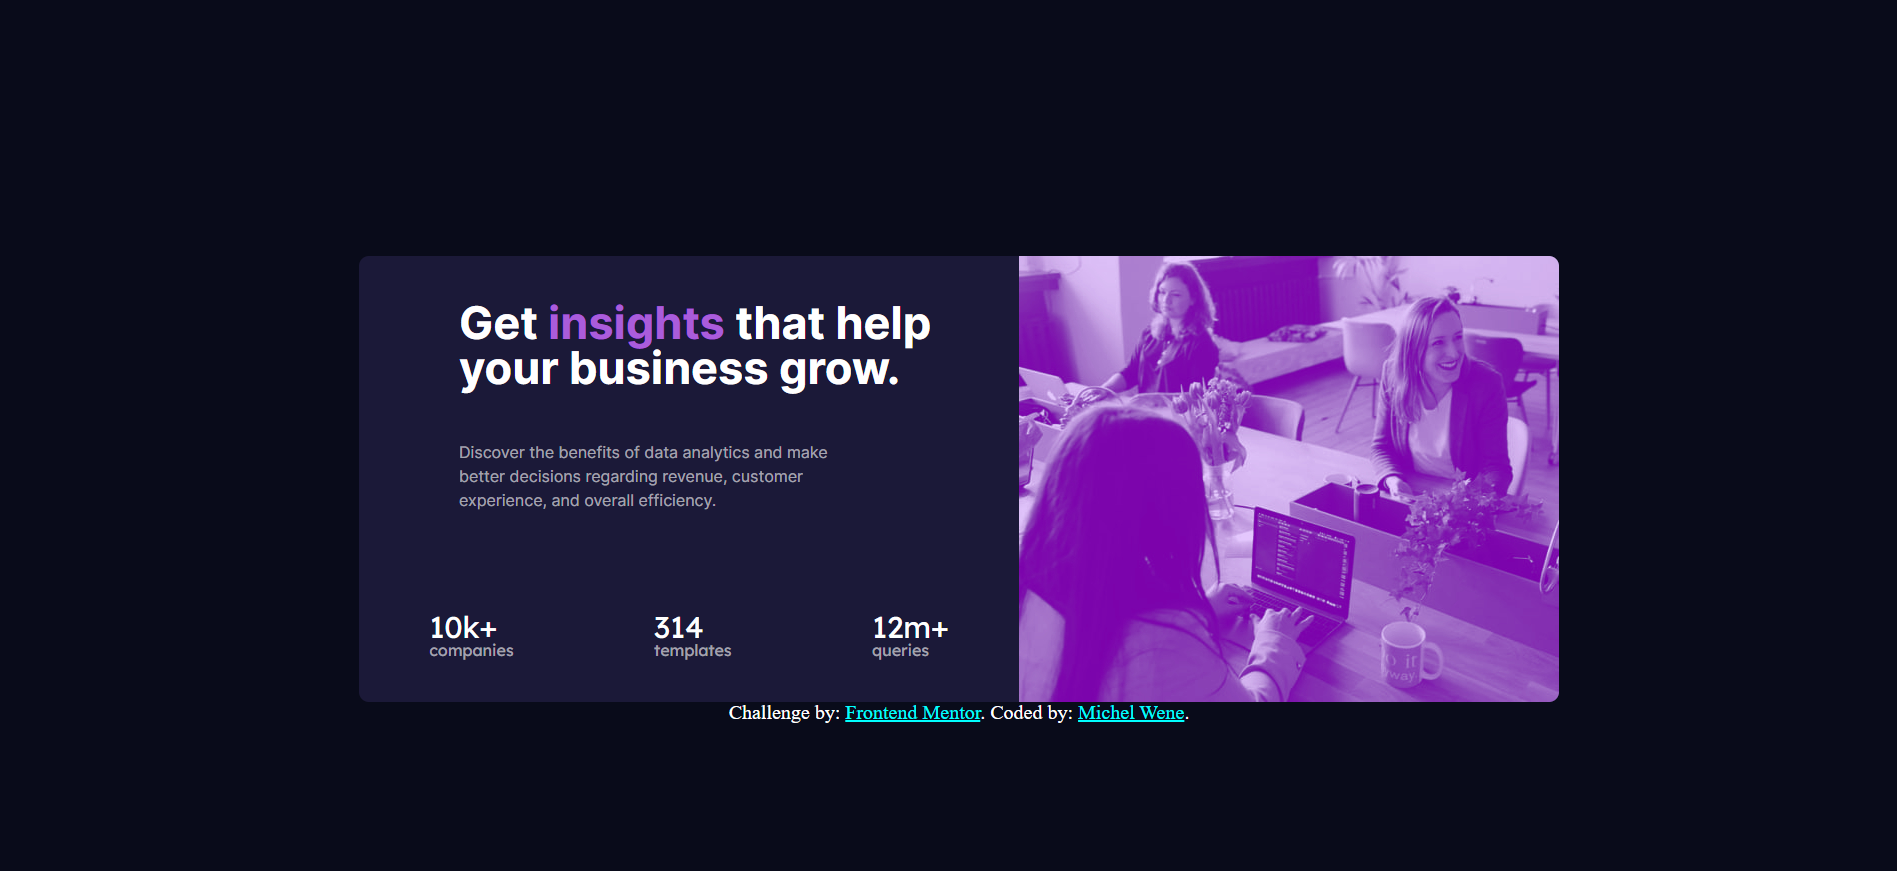 Get insights that help
your business grow.
Discover the benefits of data analytics and make
better decisions regarding revenue, customer
experience, and overall efficiency.
10k+
companies
314
templates
12m+
queries
Challenge by: Frontend Mentor. Coded by: Michel Wene.